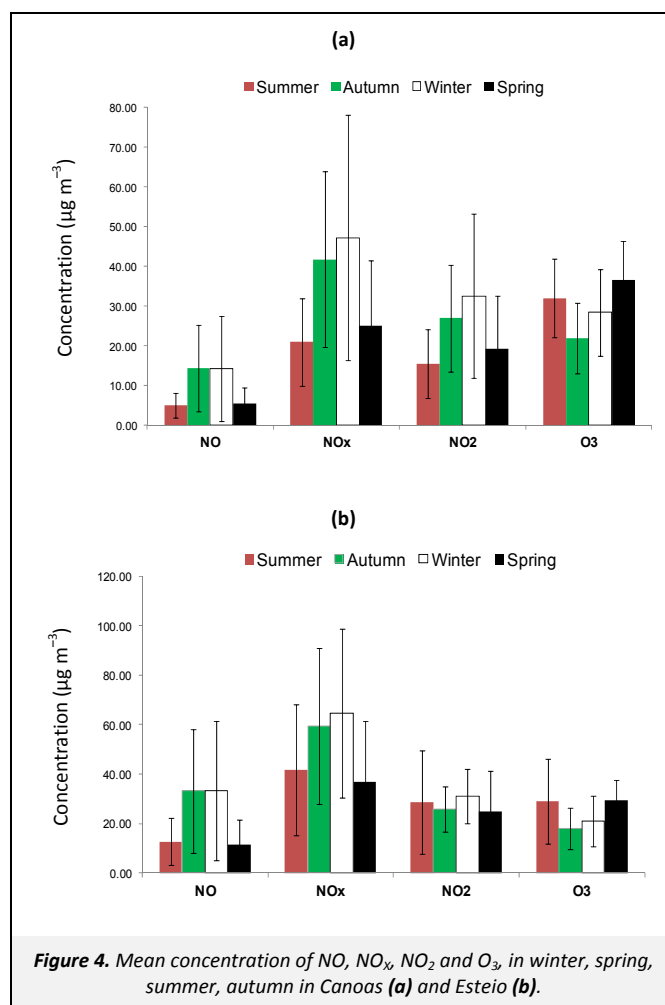 (a)
Summer Autumn Winter Spring
80.00
70.00
60.00
50.00
40.00
30.00
20.00
10.00
0.00
Concentration (µg m⁻³)
NO NOx NO2 O3
(b)
Summer Autumn Winter Spring
120.00
100.00
80.00
60.00
40.00
20.00
0.00
Concentration (µg m⁻³)
NO NOx NO2 O3
Figure 4. Mean concentration of NO, NOX, NO2 and O3, in winter, spring,
summer, autumn in Canoas (a) and Esteio (b).